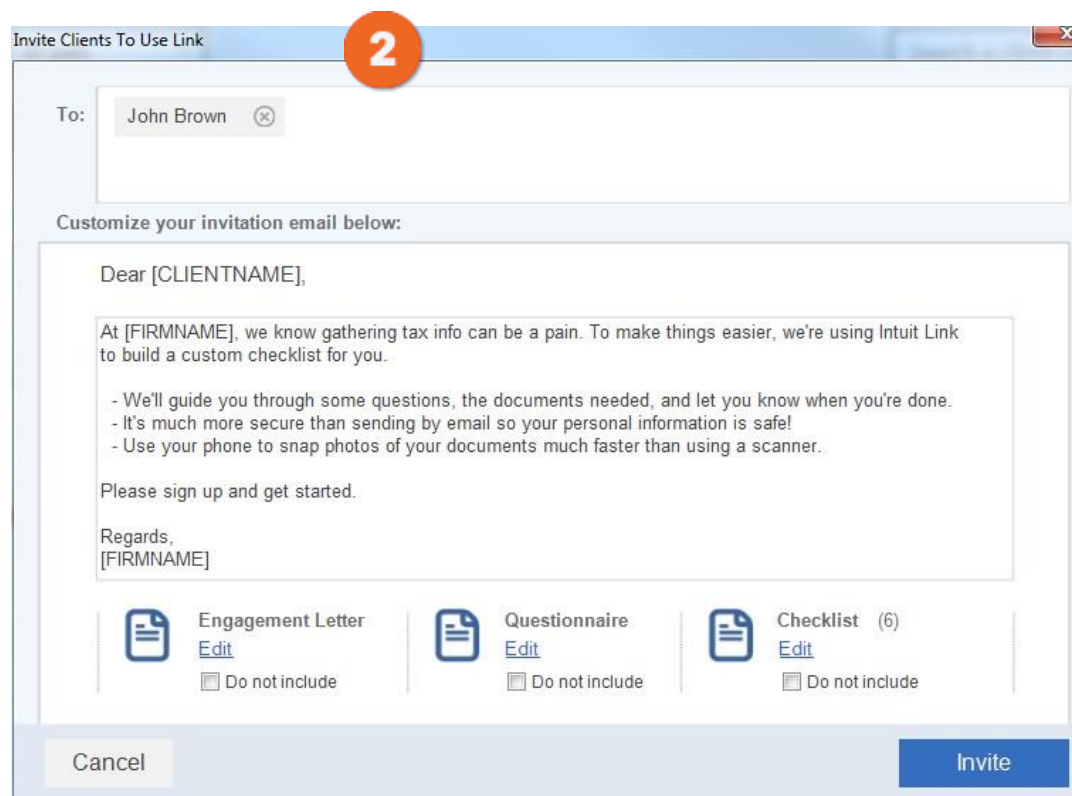 Invite Clients To Use Link
2
x
To: John Brown
Customize your invitation email below:
Dear [CLIENTNAME],
At [FIRMNAME], we know gathering tax info can be a pain. To make things easier, we're using Intuit Link
to build a custom checklist for you.
- We'll guide you through some questions, the documents needed, and let you know when you're done.
- It's much more secure than sending by email so your personal information is safe!
- Use your phone to snap photos of your documents much faster than using a scanner.
Please sign up and get started.
Regards,
[FIRMNAME]
Engagement Letter Questionnaire Checklist (6)
Edit Edit Edit
Do not include Do not include Do not include
Cancel Invite